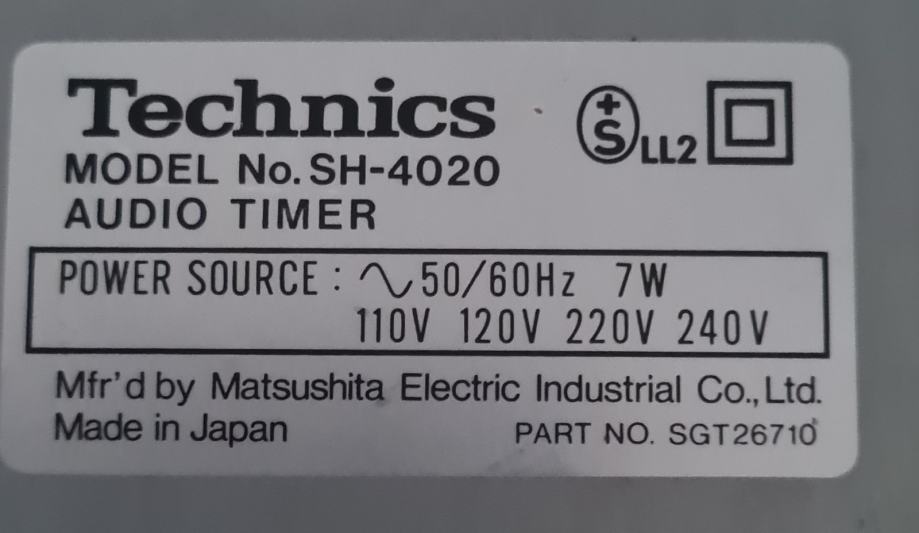 Technics
+S LL2
MODEL No. SH-4020
AUDIO TIMER
POWER SOURCE : ∿ 50/60Hz 7W
110V 120V 220V 240V
Mfr'd by Matsushita Electric Industrial Co., Ltd.
Made in Japan
PART NO. SGT26710